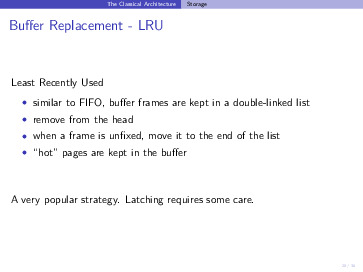 The Classical Architecture Storage
Buffer Replacement - LRU
Least Recently Used
• similar to FIFO, buffer frames are kept in a double-linked list
• remove from the head
• when a frame is unfixed, move it to the end of the list
• “hot” pages are kept in the buffer
A very popular strategy. Latching requires some care.